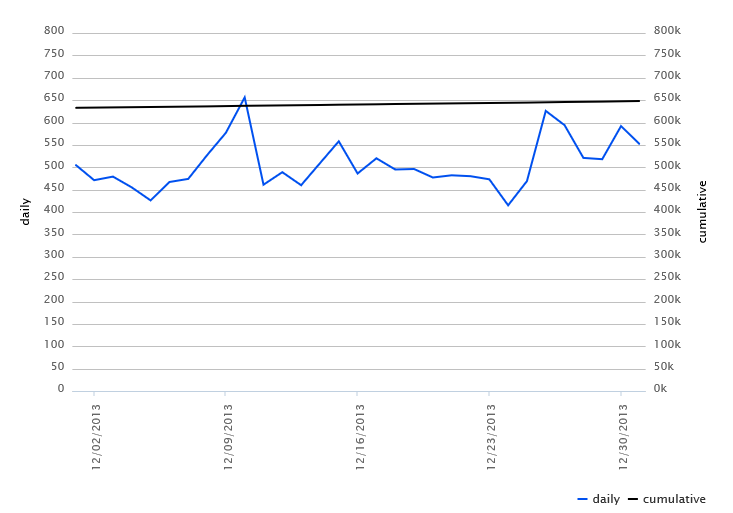 800 800k
750 750k
700 700k
650 650k
600 600k
550 550k
500 500k
450 450k
400 400k
350 350k
300 300k
250 250k
200 200k
150 150k
100 100k
50 50k
0 0k
daily
cumulative
12/02/2013
12/09/2013
12/16/2013
12/23/2013
12/30/2013
daily cumulative